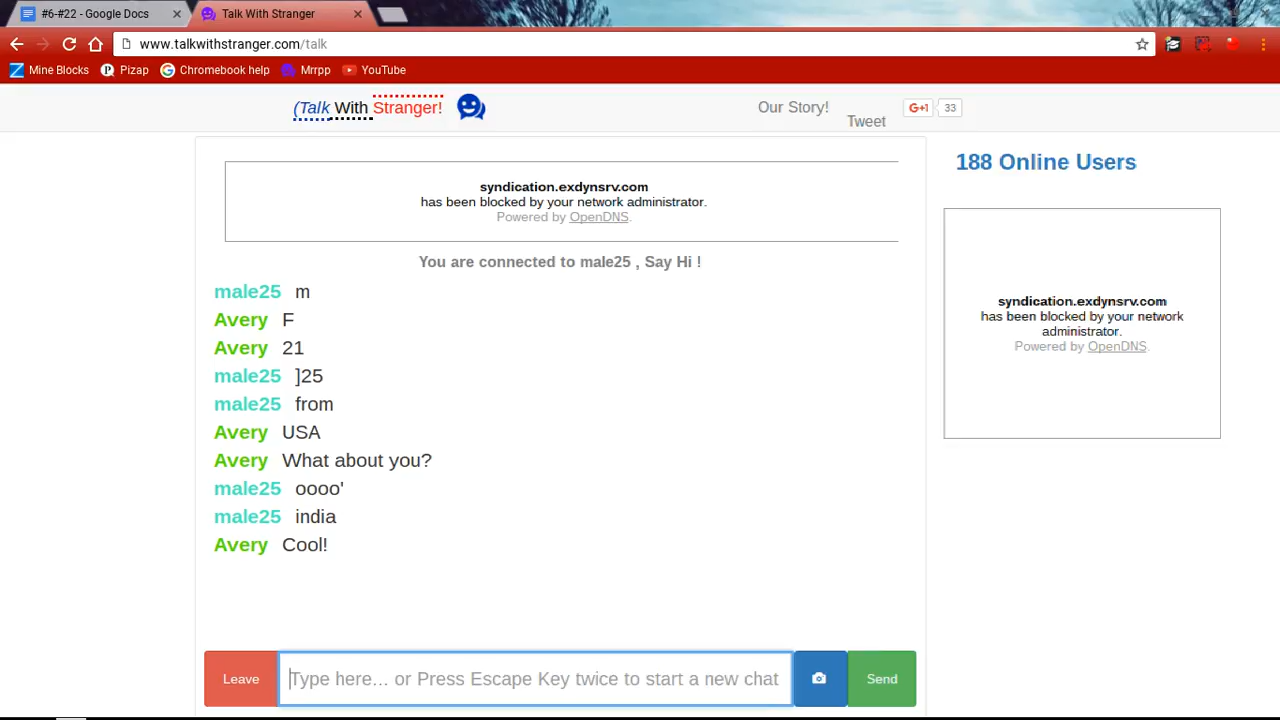 #6-#22 - Google Docs
Talk With Stranger
www.talkwithstranger.com/talk
Mine Blocks
Pizap
Chromebook help
Mrrpp
YouTube
(Talk With Stranger!
Our Story!
Tweet
G+1
33
188 Online Users
syndication.exdynsrv.com
has been blocked by your network administrator.
Powered by OpenDNS.
syndication.exdynsrv.com
has been blocked by your network
administrator.
Powered by OpenDNS.
You are connected to male25 , Say Hi !
male25 m
Avery F
Avery 21
male25 ]25
male25 from
Avery USA
Avery What about you?
male25 oooo'
male25 india
Avery Cool!
Leave
Type here... or Press Escape Key twice to start a new chat
Send